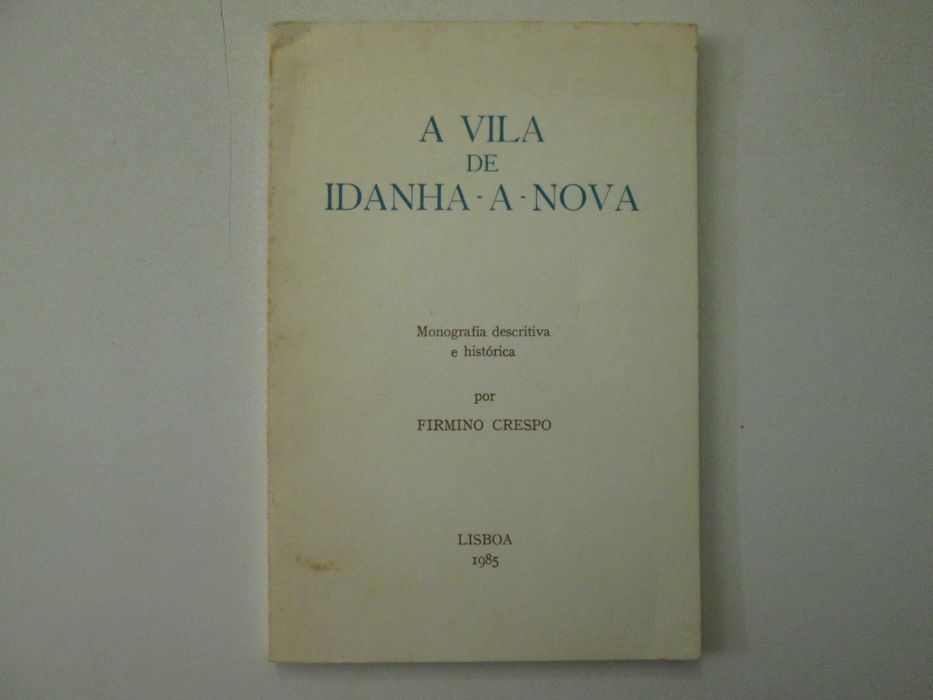 A VILA
DE
IDANHA-A-NOVA
Monografia descritiva
e histórica
por
FIRMINO CRESPO
LISBOA
1985